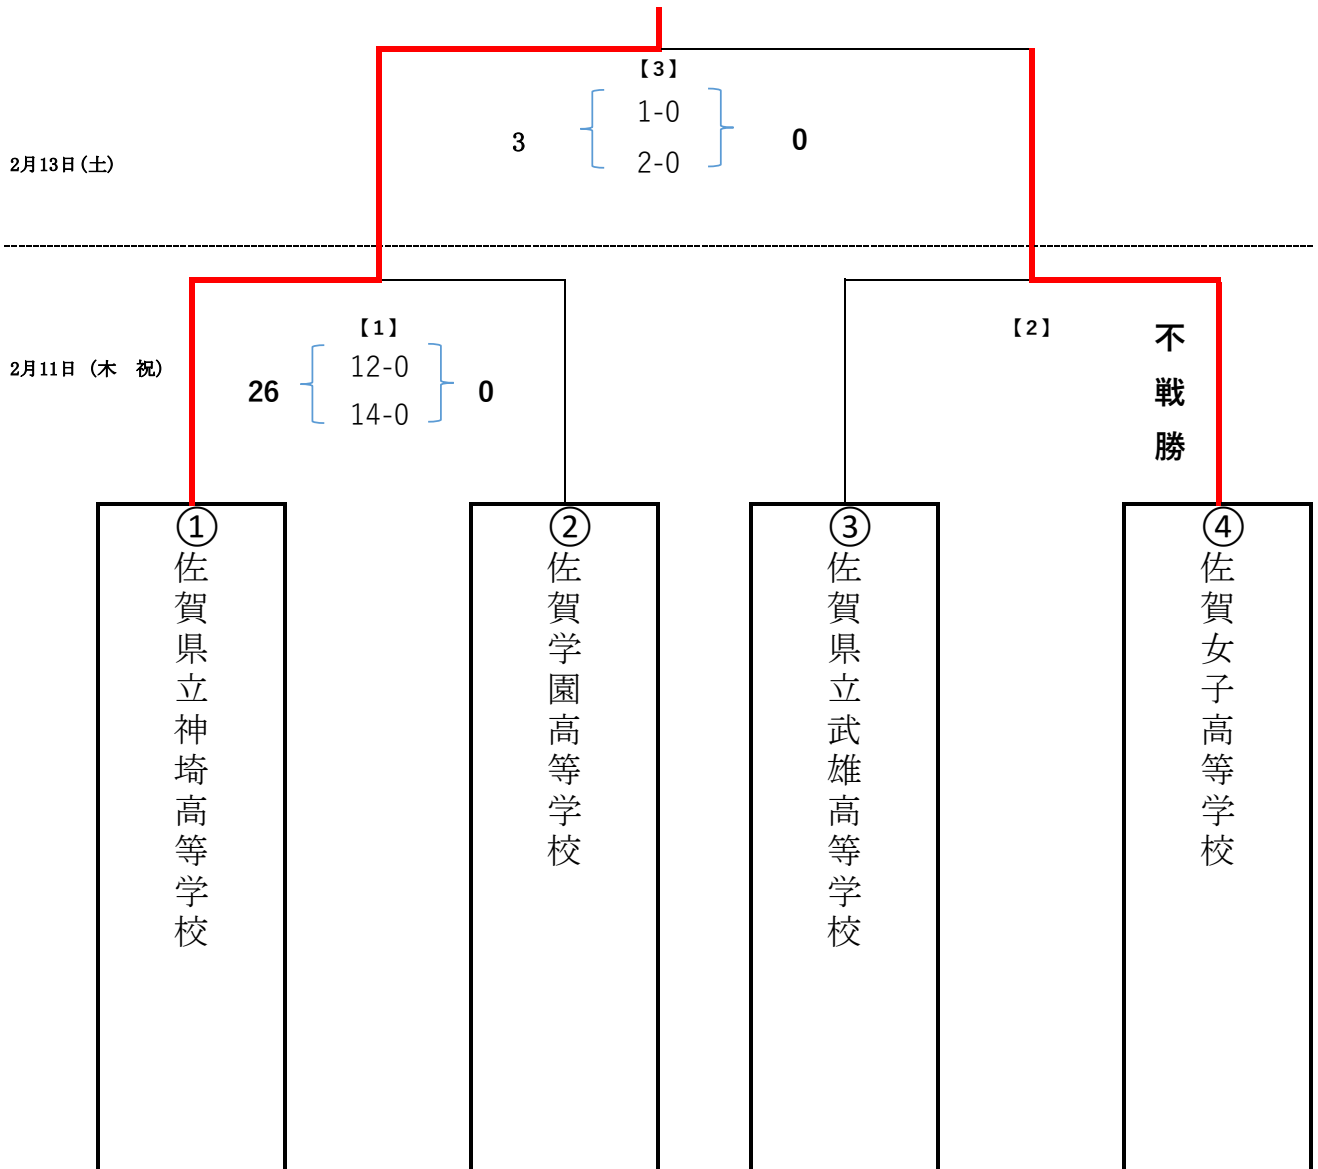 【3】
1-0
3
0
2-0
2月13日(土)
【1】
【2】
不戦勝
12-0
2月11日（木　祝）
26
0
14-0
①佐賀県立神埼高等学校
②佐賀学園高等学校
③佐賀県立武雄高等学校
④佐賀女子高等学校